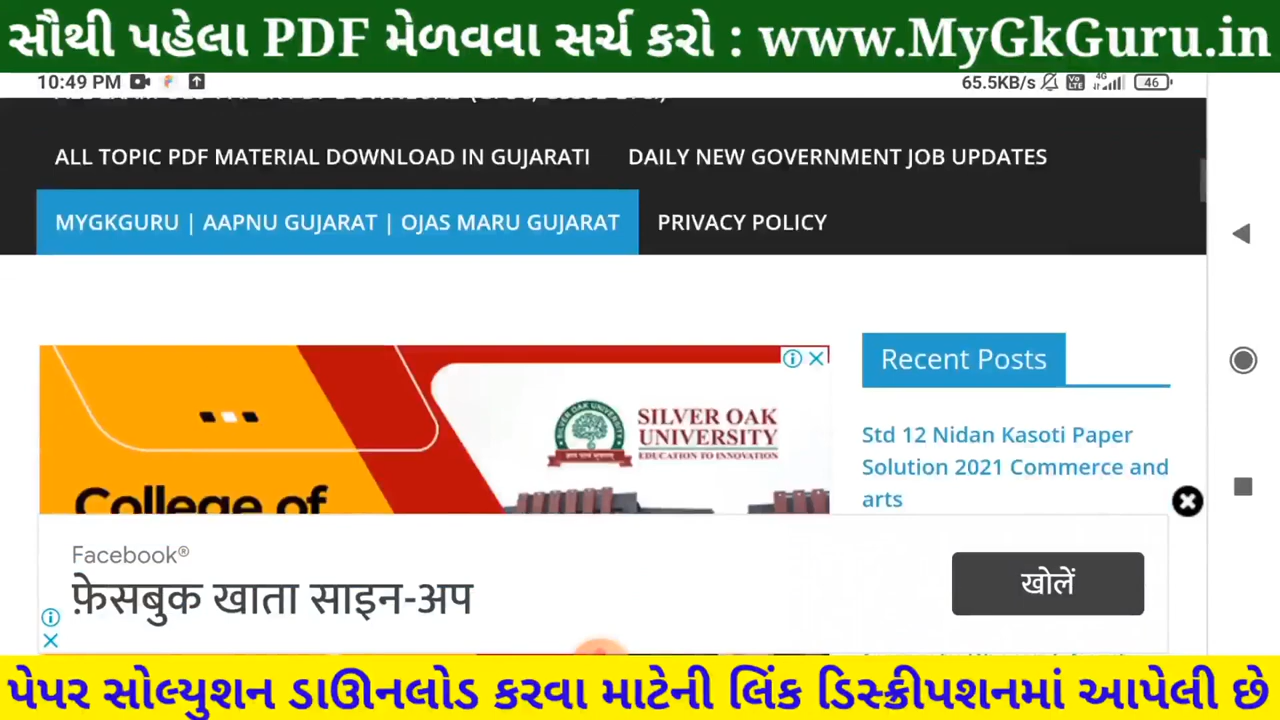 સૌથી પહેલા PDF મેળવવા સર્ચ કરો : www.MyGkGuru.in
10:49 PM 65.5KB/s Vo LTE 4G 46
ALL TOPIC PDF MATERIAL DOWNLOAD IN GUJARATI DAILY NEW GOVERNMENT JOB UPDATES
MYGKGURU | AAPNU GUJARAT | OJAS MARU GUJARAT PRIVACY POLICY
Recent Posts
SILVER OAK
UNIVERSITY
EDUCATION TO INNOVATION
College of
Std 12 Nidan Kasoti Paper
Solution 2021 Commerce and
arts
Facebook®
फ़ेसबुक खाता साइन-अप
खोलें
પેપર સોલ્યુશન ડાઊનલોડ કરવા માટેની લિંક ડિસ્ક્રીપશનમાં આપેલી છે